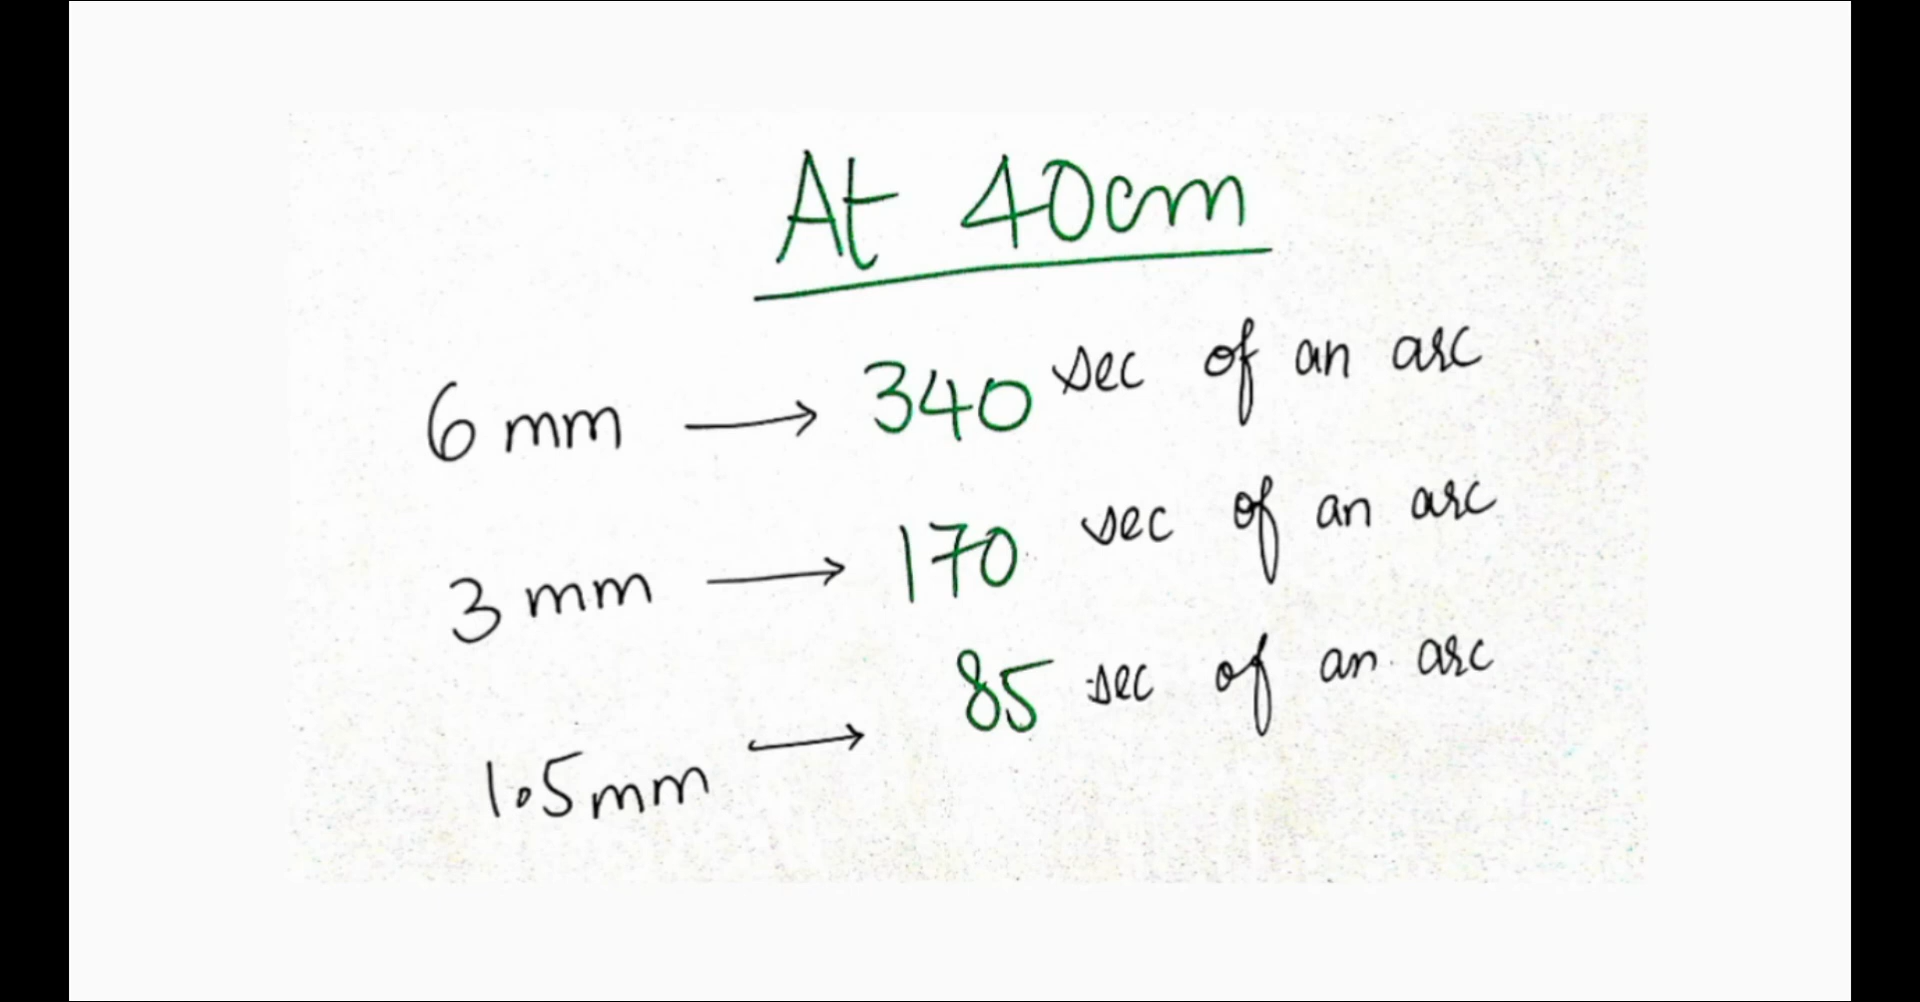 At 40cm
6 mm → 340 sec of an arc
3 mm → 170 sec of an arc
1.5mm → 85 sec of an arc